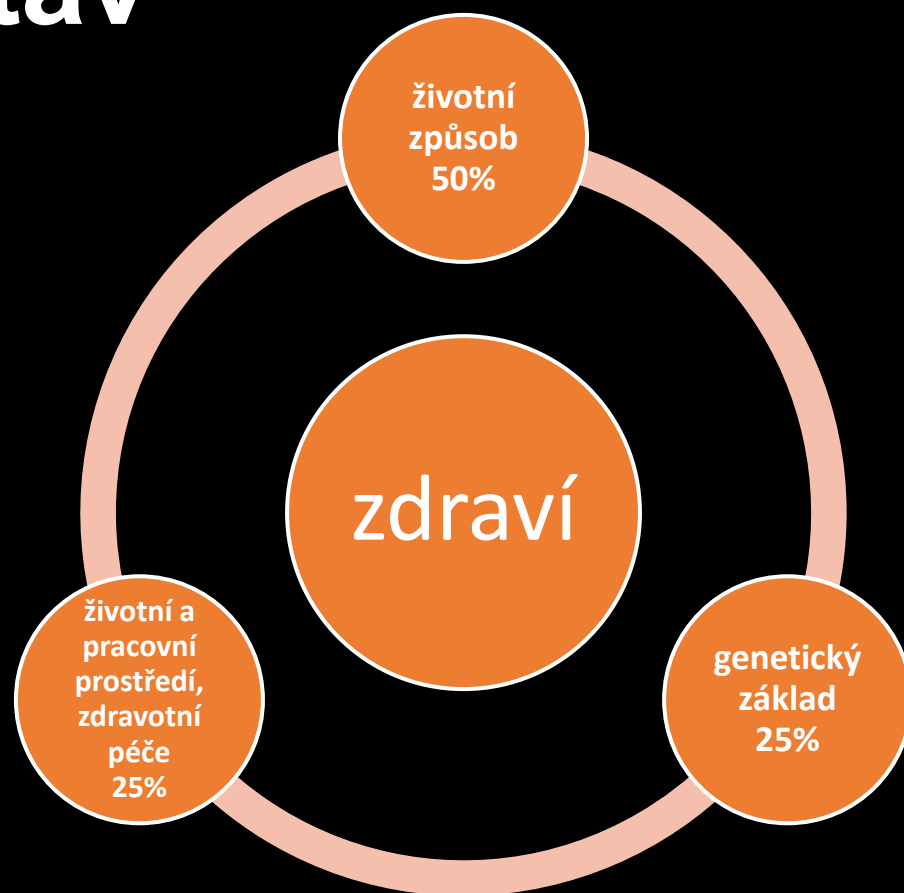 životní
způsob
50%
zdraví
životní a
pracovní
prostředí,
zdravotní
péče
25%
genetický
základ
25%